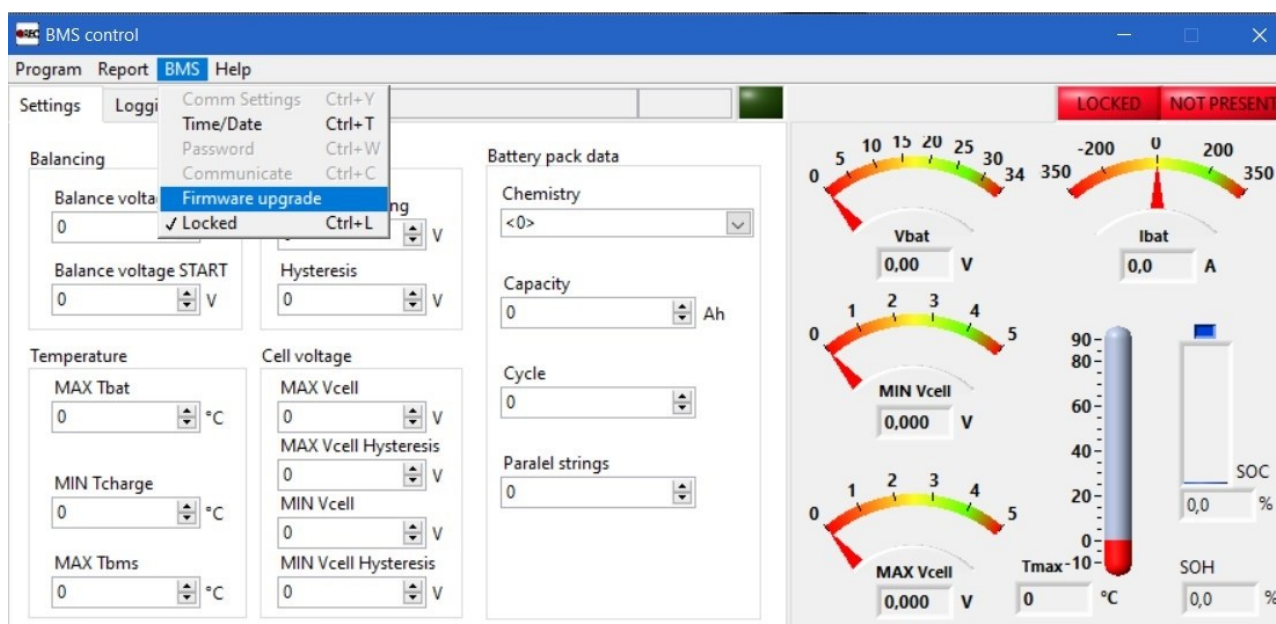 REC BMS control
Program Report BMS Help
Settings
Loggi
Comm Settings Ctrl+Y
Time/Date Ctrl+T
Password Ctrl+W
Communicate Ctrl+C
Firmware upgrade
✓ Locked Ctrl+L
LOCKED NOT PRESENT
Balancing
Balance volta
0
Balance voltage START
0 V
ng
V
Hysteresis
0 V
Temperature
MAX Tbat
0 °C
MIN Tcharge
0 °C
MAX Tbms
0 °C
Cell voltage
MAX Vcell
0 V
MAX Vcell Hysteresis
0 V
MIN Vcell
0 V
MIN Vcell Hysteresis
0 V
Battery pack data
Chemistry
<0>
Capacity
0 Ah
Cycle
0
Paralel strings
0
0 5 10 15 20 25 30 34
Vbat
0,00 V
350 -200 0 200 350
Ibat
0,0 A
0 1 2 3 4 5
MIN Vcell
0,000 V
0 1 2 3 4 5
MAX Vcell
0,000 V
90
80
60
40
20
0
-10
Tmax
0 °C
SOC
0,0 %
SOH
0,0 %